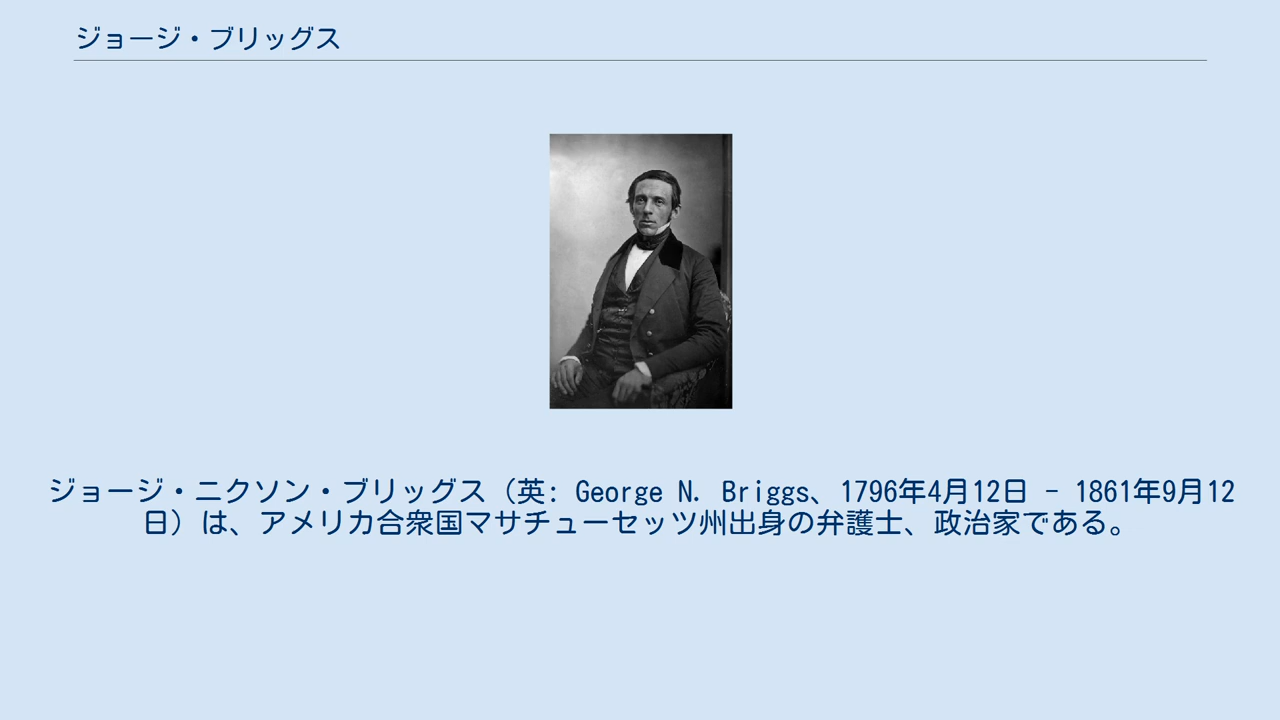 ジョージ・ブリッグス
ジョージ・ニクソン・ブリッグス（英: George N. Briggs、1796年4月12日 - 1861年9月12
日）は、アメリカ合衆国マサチューセッツ州出身の弁護士、政治家である。